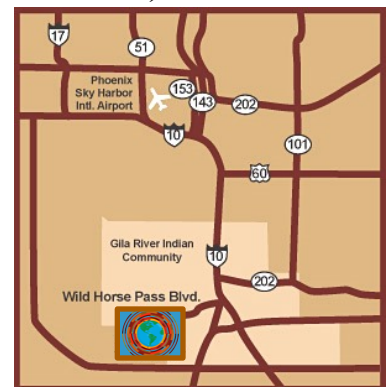 17
51
Phoenix
Sky Harbor
Intl. Airport
153
143
202
10
101
60
Gila River Indian
Community
10
202
Wild Horse Pass Blvd.